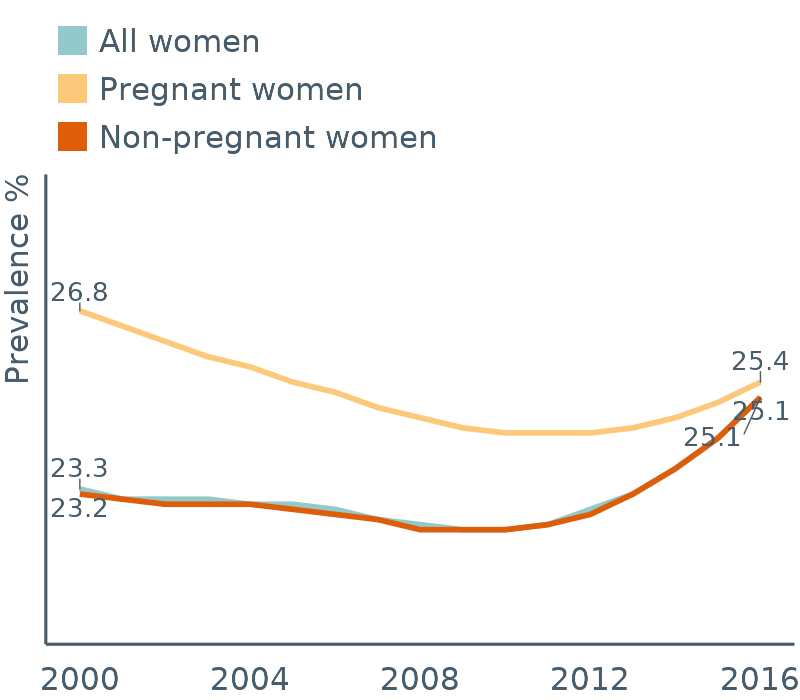 All women
Pregnant women
Non-pregnant women
Prevalence %
26.8
23.3
23.2
25.4
25.1
25.1
2000 2004 2008 2012 2016